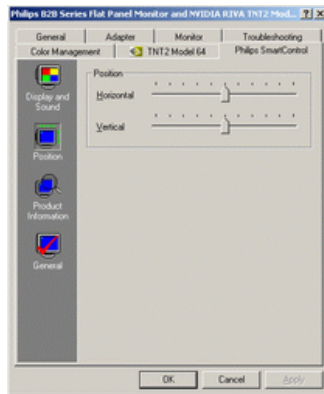 Philips B2B Series Flat Panel Monitor and NVIDIA RIVA TNT2 Mod...
General Adapter Monitor Troubleshooting
Color Management TNT2 Model 64 Philips SmartControl
Display and
Sound
Position
Product
Information
General
Position
Horizontal
Vertical
OK Cancel Apply